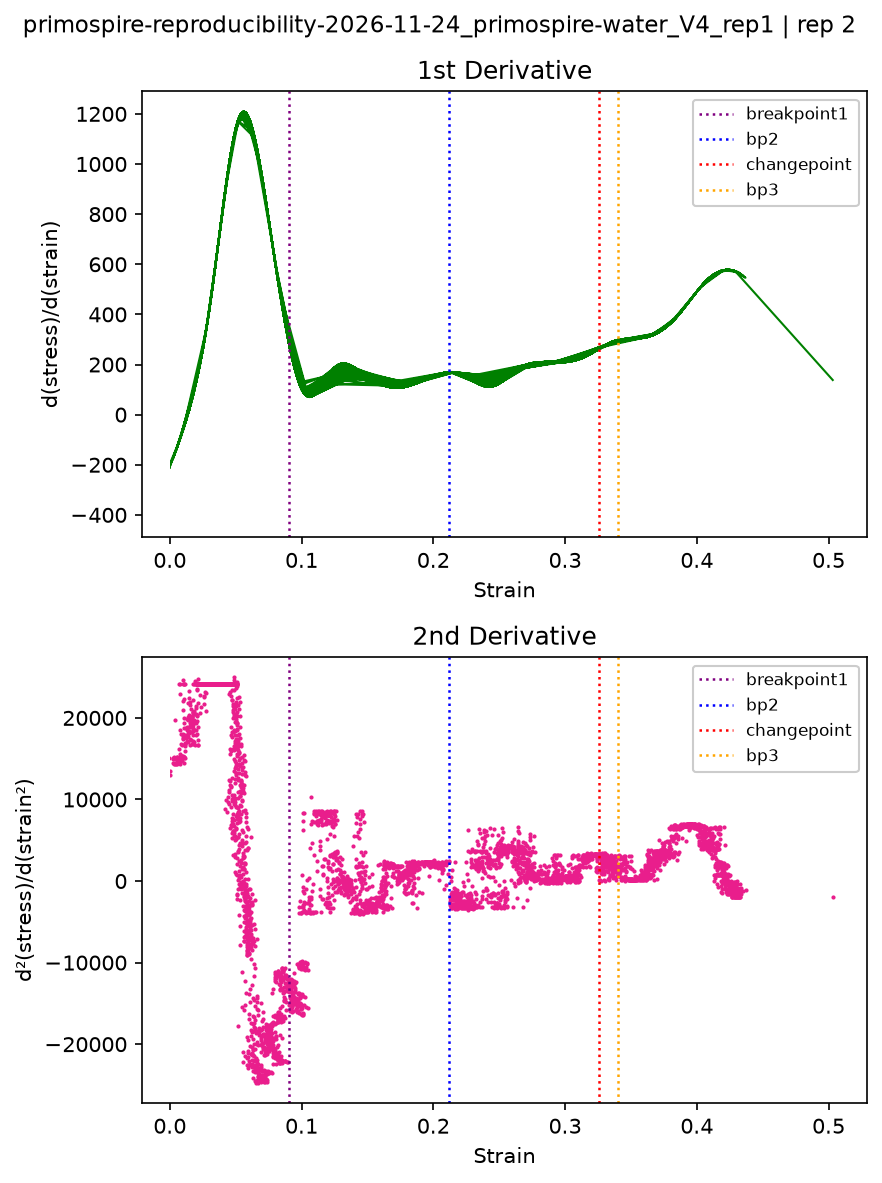 primospire-reproducibility-2026-11-24_primospire-water_V4_rep1 | rep 2
1st Derivative
d(stress)/d(strain)
1200
1000
800
600
400
200
0
−200
−400
breakpoint1
bp2
changepoint
bp3
0.0 0.1 0.2 0.3 0.4 0.5
Strain
2nd Derivative
d²(stress)/d(strain²)
20000
10000
0
−10000
−20000
breakpoint1
bp2
changepoint
bp3
0.0 0.1 0.2 0.3 0.4 0.5
Strain